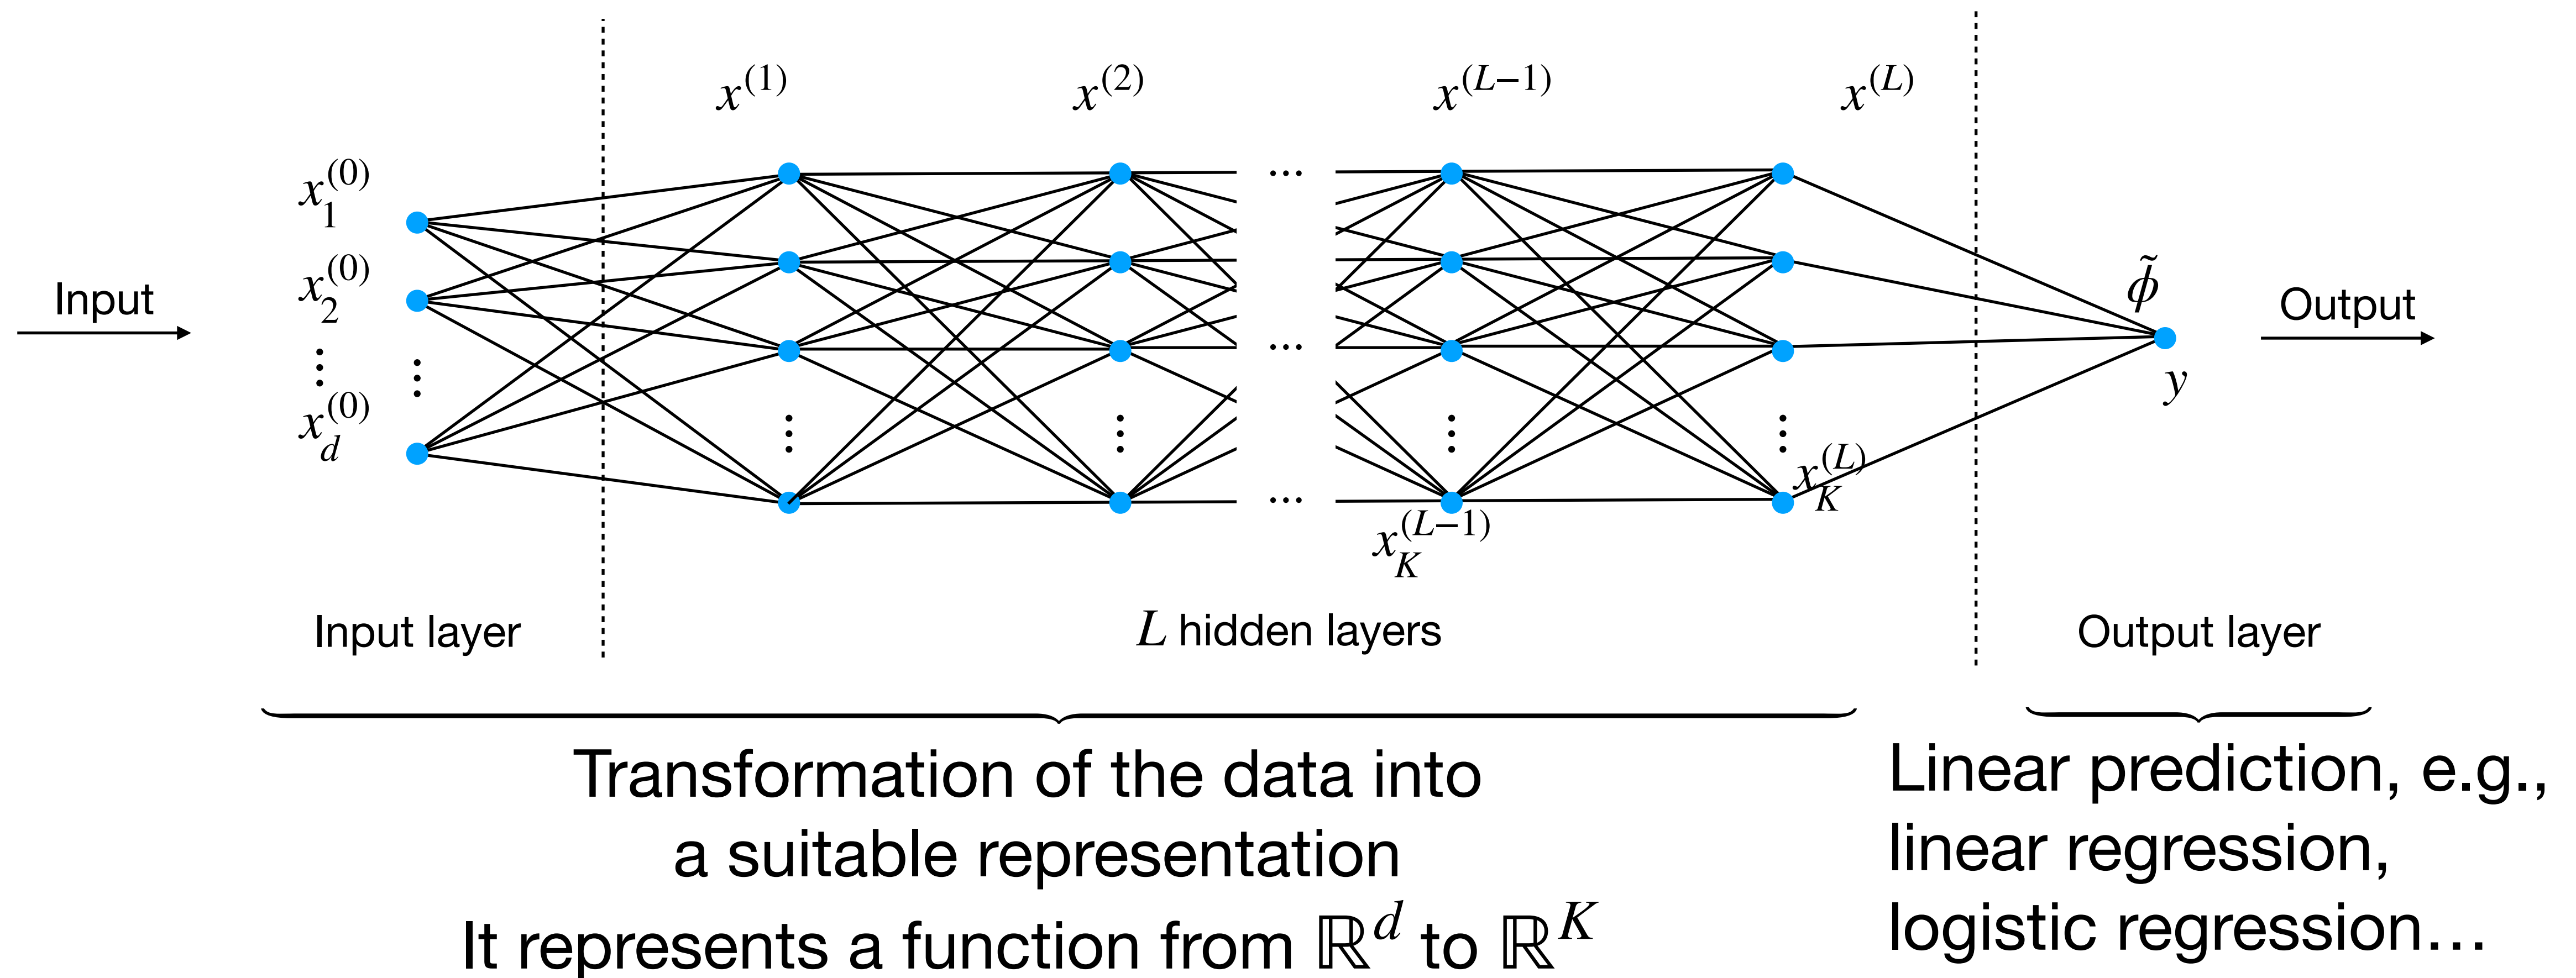 x^(1) x^(2) x^(L−1) x^(L)
x_1^(0)
x_2^(0)
⋮ ⋮
x_d^(0)
Input
... 
...
...
⋮ ⋮ ⋮ ⋮
x_K^(L−1)
x_K^(L)
ϕ̃
y
Output
Input layer
L hidden layers
Output layer
Transformation of the data into
a suitable representation
It represents a function from ℝ^d to ℝ^K
Linear prediction, e.g.,
linear regression,
logistic regression…